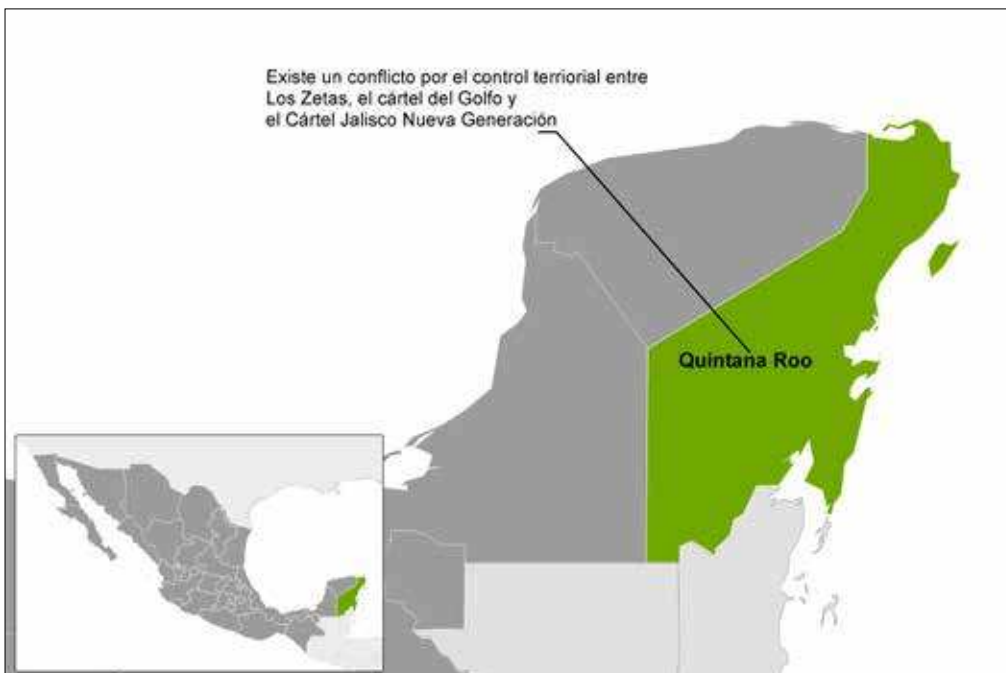 Existe un conflicto por el control terriorial entre
Los Zetas, el cártel del Golfo y
el Cártel Jalisco Nueva Generación
Quintana Roo